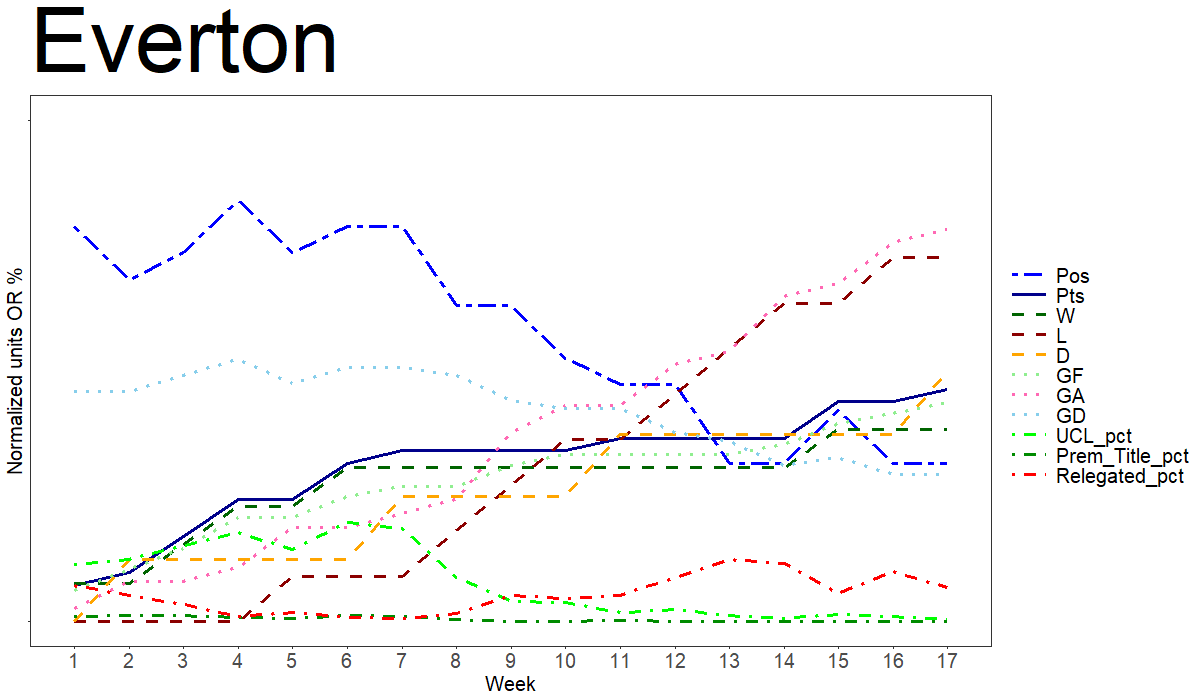 Everton
Normalized units OR %
1 2 3 4 5 6 7 8 9 10 11 12 13 14 15 16 17
Week
Pos
Pts
W
L
D
GF
GA
GD
UCL_pct
Prem_Title_pct
Relegated_pct